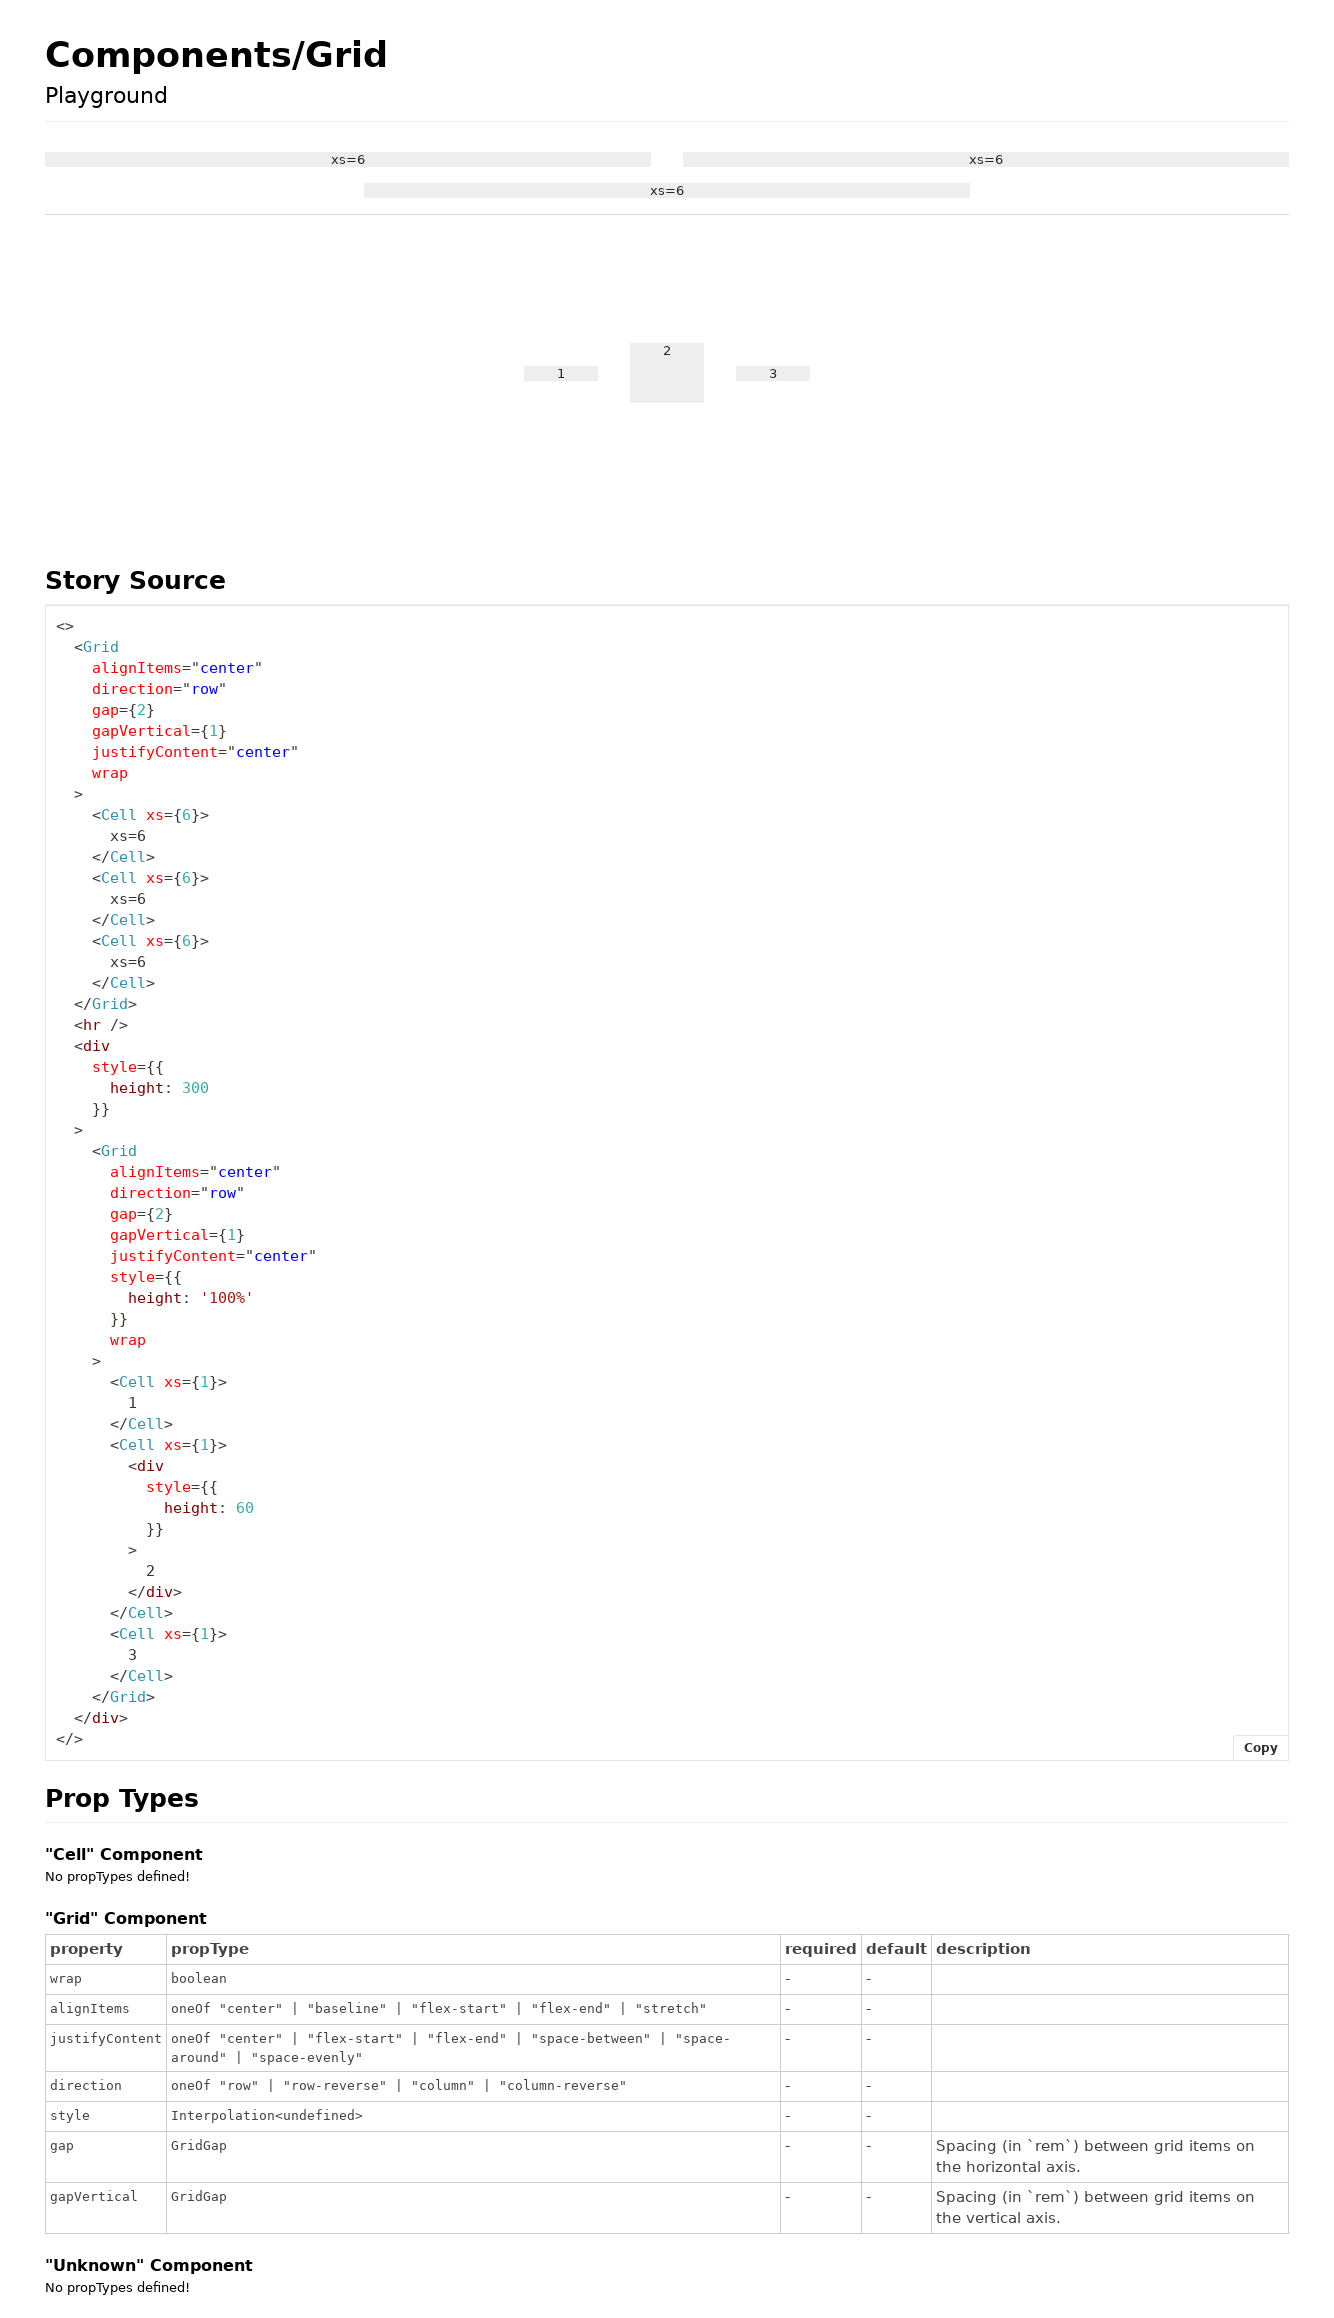 Components/Grid
Playground
xs=6 xs=6
xs=6
2
1 3
Story Source
<>
  <Grid
    alignItems="center"
    direction="row"
    gap={2}
    gapVertical={1}
    justifyContent="center"
    wrap
  >
    <Cell xs={6}>
      xs=6
    </Cell>
    <Cell xs={6}>
      xs=6
    </Cell>
    <Cell xs={6}>
      xs=6
    </Cell>
  </Grid>
  <hr />
  <div
    style={{
      height: 300
    }}
  >
    <Grid
      alignItems="center"
      direction="row"
      gap={2}
      gapVertical={1}
      justifyContent="center"
      style={{
        height: '100%'
      }}
      wrap
    >
      <Cell xs={1}>
        1
      </Cell>
      <Cell xs={1}>
        <div
          style={{
            height: 60
          }}
        >
          2
        </div>
      </Cell>
      <Cell xs={1}>
        3
      </Cell>
    </Grid>
  </div>
</>
Copy
Prop Types
"Cell" Component
No propTypes defined!
"Grid" Component
property propType required default description
wrap boolean - -
alignItems oneOf "center" | "baseline" | "flex-start" | "flex-end" | "stretch" - -
justifyContent oneOf "center" | "flex-start" | "flex-end" | "space-between" | "space- - -
around" | "space-evenly"
direction oneOf "row" | "row-reverse" | "column" | "column-reverse" - -
style Interpolation<undefined> - -
gap GridGap - - Spacing (in `rem`) between grid items on
the horizontal axis.
gapVertical GridGap - - Spacing (in `rem`) between grid items on
the vertical axis.
"Unknown" Component
No propTypes defined!